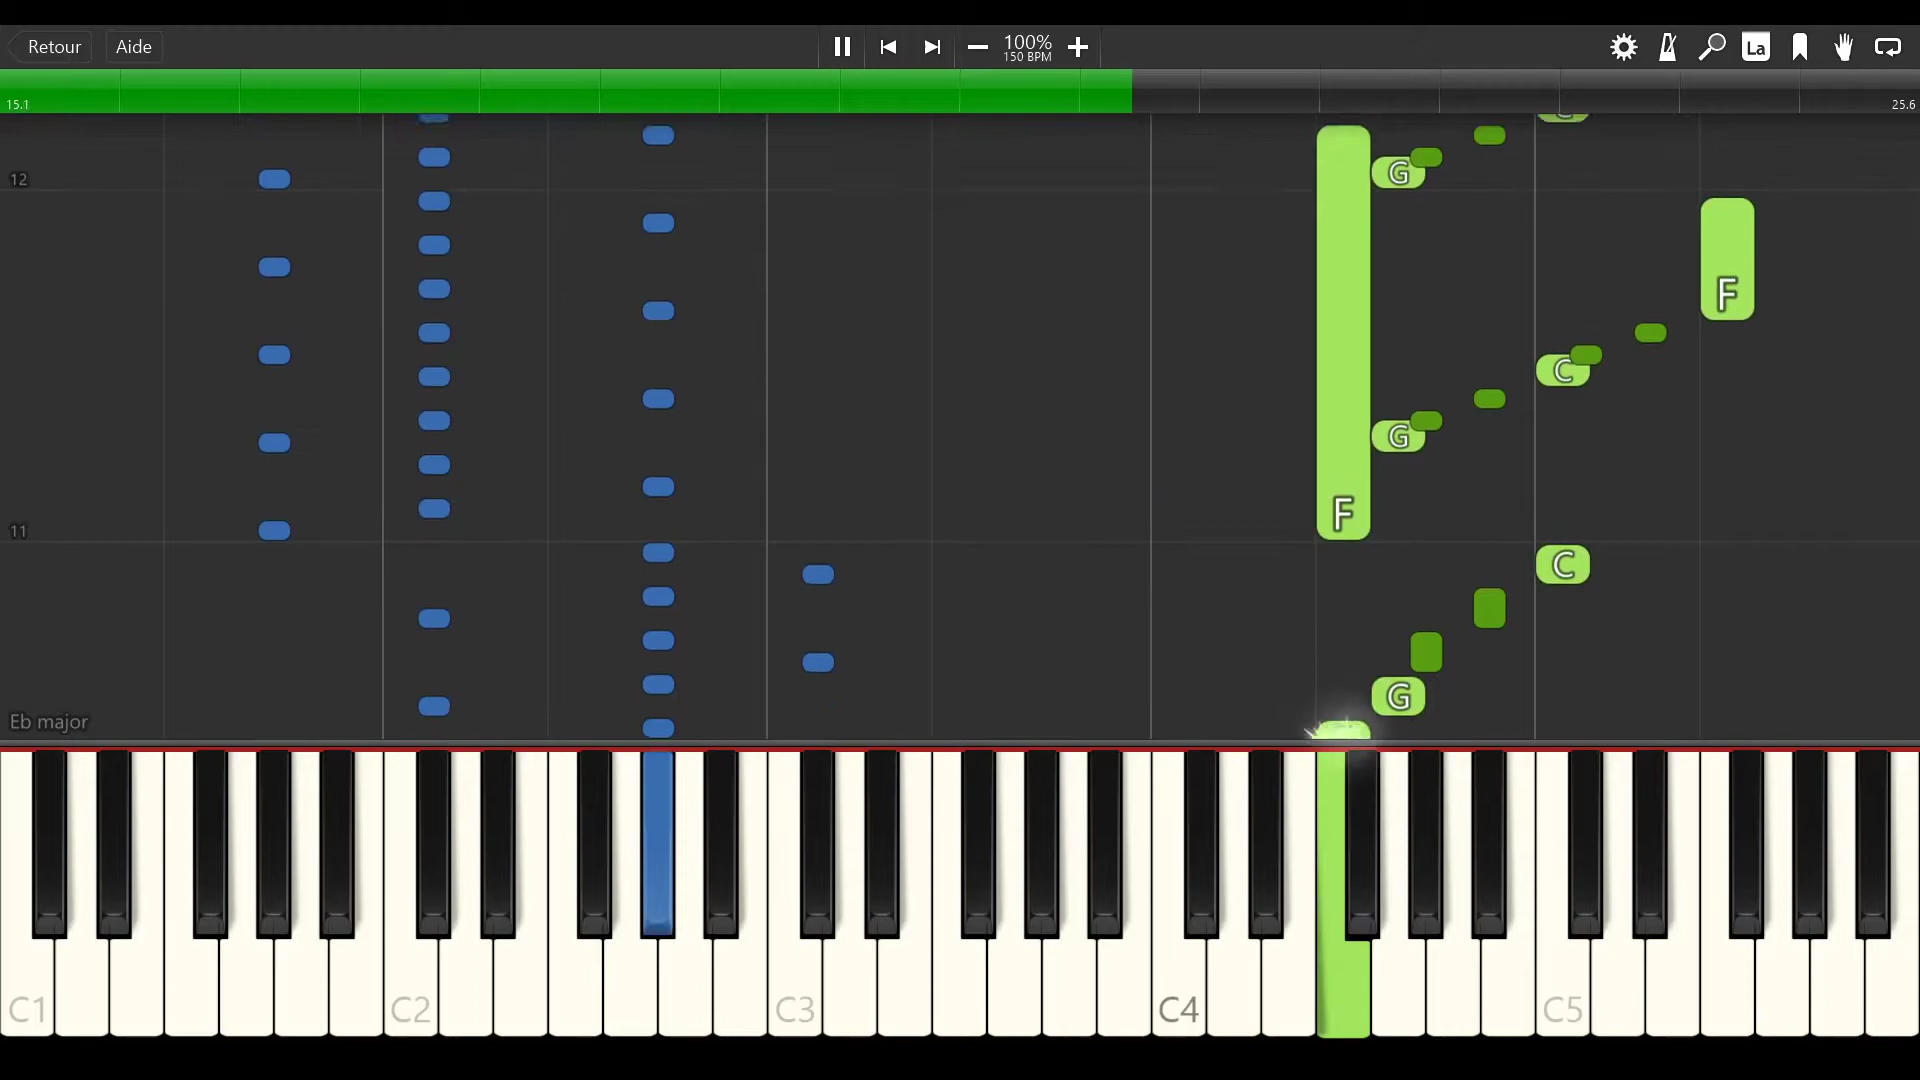 Retour
Aide
100%
150 BPM
La
15.1
25.6
C
12
G
F
C
G
F
11
C
G
Eb major
C1
C2
C3
C4
C5